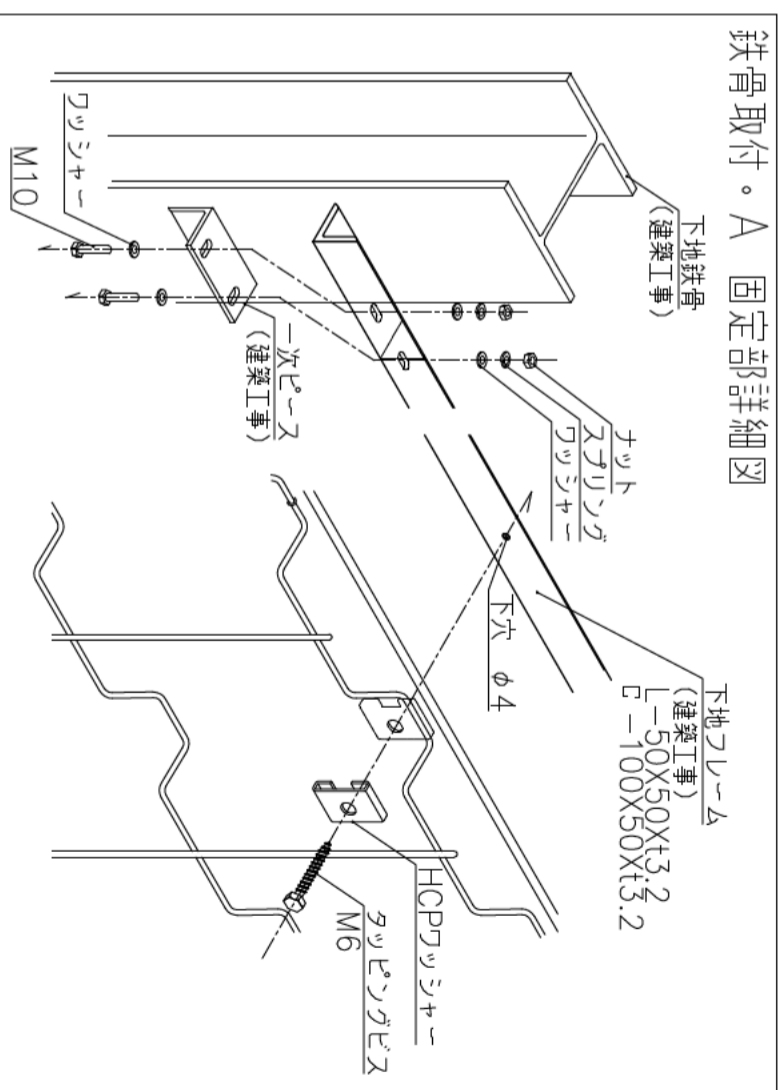 鉄骨取付・A 固定部詳細図
下地鉄骨
(建築工事)
ナット
スプリング
ワッシャー
下地フレーム
(建築工事)
L-50X50Xt3.2
C-100X50Xt3.2
下穴 φ4
一次ピース
(建築工事)
ワッシャー
M10
HCPワッシャー
タッピングビス
M6